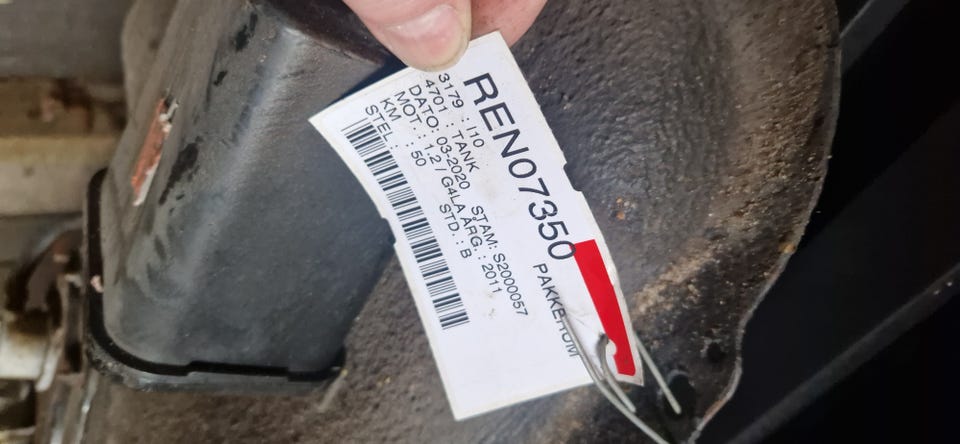 REN07350
PAKKERUM
3179 : I10
4701 : TANK
DATO: 03-2020 STAM: S2000057
MOT. : 1.2 / G4LA ÅRG. : 2011
KM : 50 STD. : B
STEL. :